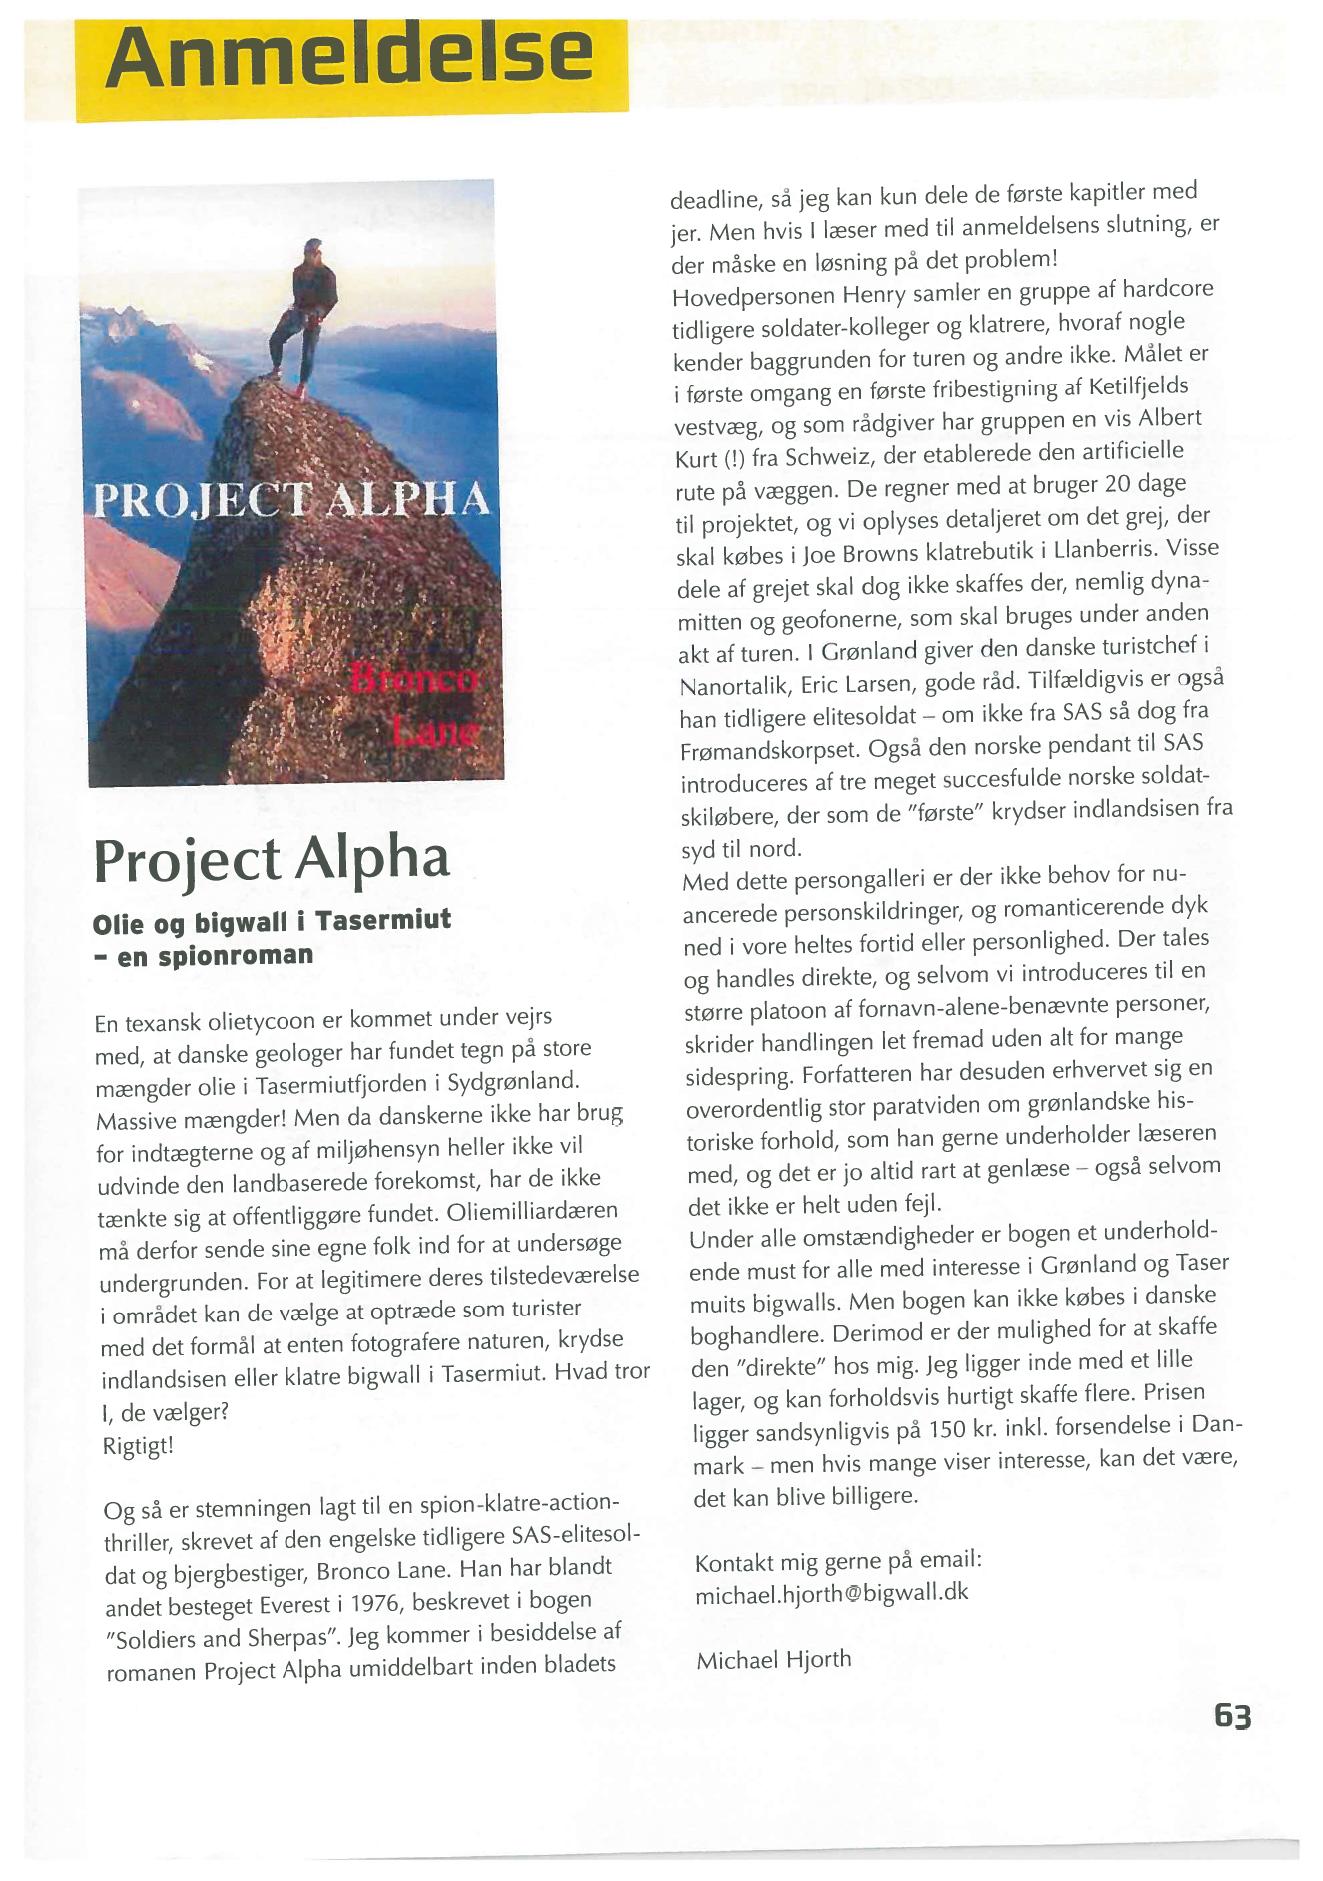 Anmeldelse
PROJECT ALPHA
Bronco
Lane
Project Alpha
Olie og bigwall i Tasermiut
– en spionroman
En texansk olietycoon er kommet under vejrs
med, at danske geologer har fundet tegn på store
mængder olie i Tasermiutfjorden i Sydgrønland.
Massive mængder! Men da danskerne ikke har brug
for indtægterne og af miljøhensyn heller ikke vil
udvinde den landbaserede forekomst, har de ikke
tænkte sig at offentliggøre fundet. Oliemilliardæren
må derfor sende sine egne folk ind for at undersøge
undergrunden. For at legitimere deres tilstedeværelse
i området kan de vælge at optræde som turister
med det formål at enten fotografere naturen, krydse
indlandsisen eller klatre bigwall i Tasermiut. Hvad tror
I, de vælger?
Rigtigt!
Og så er stemningen lagt til en spion-klatre-action-
thriller, skrevet af den engelske tidligere SAS-elitesol-
dat og bjergbestiger, Bronco Lane. Han har blandt
andet besteget Everest i 1976, beskrevet i bogen
"Soldiers and Sherpas". Jeg kommer i besiddelse af
romanen Project Alpha umiddelbart inden bladets
deadline, så jeg kan kun dele de første kapitler med
jer. Men hvis I læser med til anmeldelsens slutning, er
der måske en løsning på det problem!
Hovedpersonen Henry samler en gruppe af hardcore
tidligere soldater-kolleger og klatrere, hvoraf nogle
kender baggrunden for turen og andre ikke. Målet er
i første omgang en første fribestigning af Ketilfjelds
vestvæg, og som rådgiver har gruppen en vis Albert
Kurt (!) fra Schweiz, der etablerede den artificielle
rute på væggen. De regner med at bruger 20 dage
til projektet, og vi oplyses detaljeret om det grej, der
skal købes i Joe Browns klatrebutik i Llanberris. Visse
dele af grejet skal dog ikke skaffes der, nemlig dyna-
mitten og geofonerne, som skal bruges under anden
akt af turen. I Grønland giver den danske turistchef i
Nanortalik, Eric Larsen, gode råd. Tilfældigvis er også
han tidligere elitesoldat – om ikke fra SAS så dog fra
Frømandskorpset. Også den norske pendant til SAS
introduceres af tre meget succesfulde norske soldat-
skiløbere, der som de "første" krydser indlandsisen fra
syd til nord.
Med dette persongalleri er der ikke behov for nu-
ancerede personskildringer, og romanticerende dyk
ned i vore heltes fortid eller personlighed. Der tales
og handles direkte, og selvom vi introduceres til en
større platoon af fornavn-alene-benævnte personer,
skrider handlingen let fremad uden alt for mange
sidespring. Forfatteren har desuden erhvervet sig en
overordentlig stor paratviden om grønlandske his-
toriske forhold, som han gerne underholder læseren
med, og det er jo altid rart at genlæse – også selvom
det ikke er helt uden fejl.
Under alle omstændigheder er bogen et underhold-
ende must for alle med interesse i Grønland og Taser
muits bigwalls. Men bogen kan ikke købes i danske
boghandlere. Derimod er der mulighed for at skaffe
den "direkte" hos mig. Jeg ligger inde med et lille
lager, og kan forholdsvis hurtigt skaffe flere. Prisen
ligger sandsynligvis på 150 kr. inkl. forsendelse i Dan-
mark – men hvis mange viser interesse, kan det være,
det kan blive billigere.
Kontakt mig gerne på email:
michael.hjorth@bigwall.dk
Michael Hjorth
63